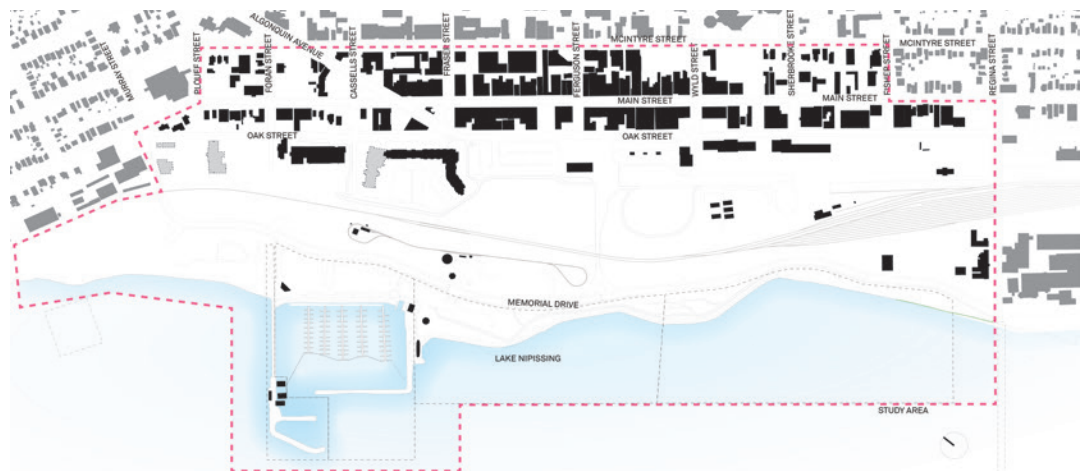 ALGONQUIN AVENUE
MCINTYRE STREET
MCINTYRE STREET
MURRAY STREET
FORAN STREET
CASSELLS STREET
FRASER STREET
FERGUSON STREET
WYLD STREET
SHERBROOKE STREET
FISHER STREET
REGINA STREET
MAIN STREET
MAIN STREET
OAK STREET
OAK STREET
MEMORIAL DRIVE
LAKE NIPISSING
STUDY AREA